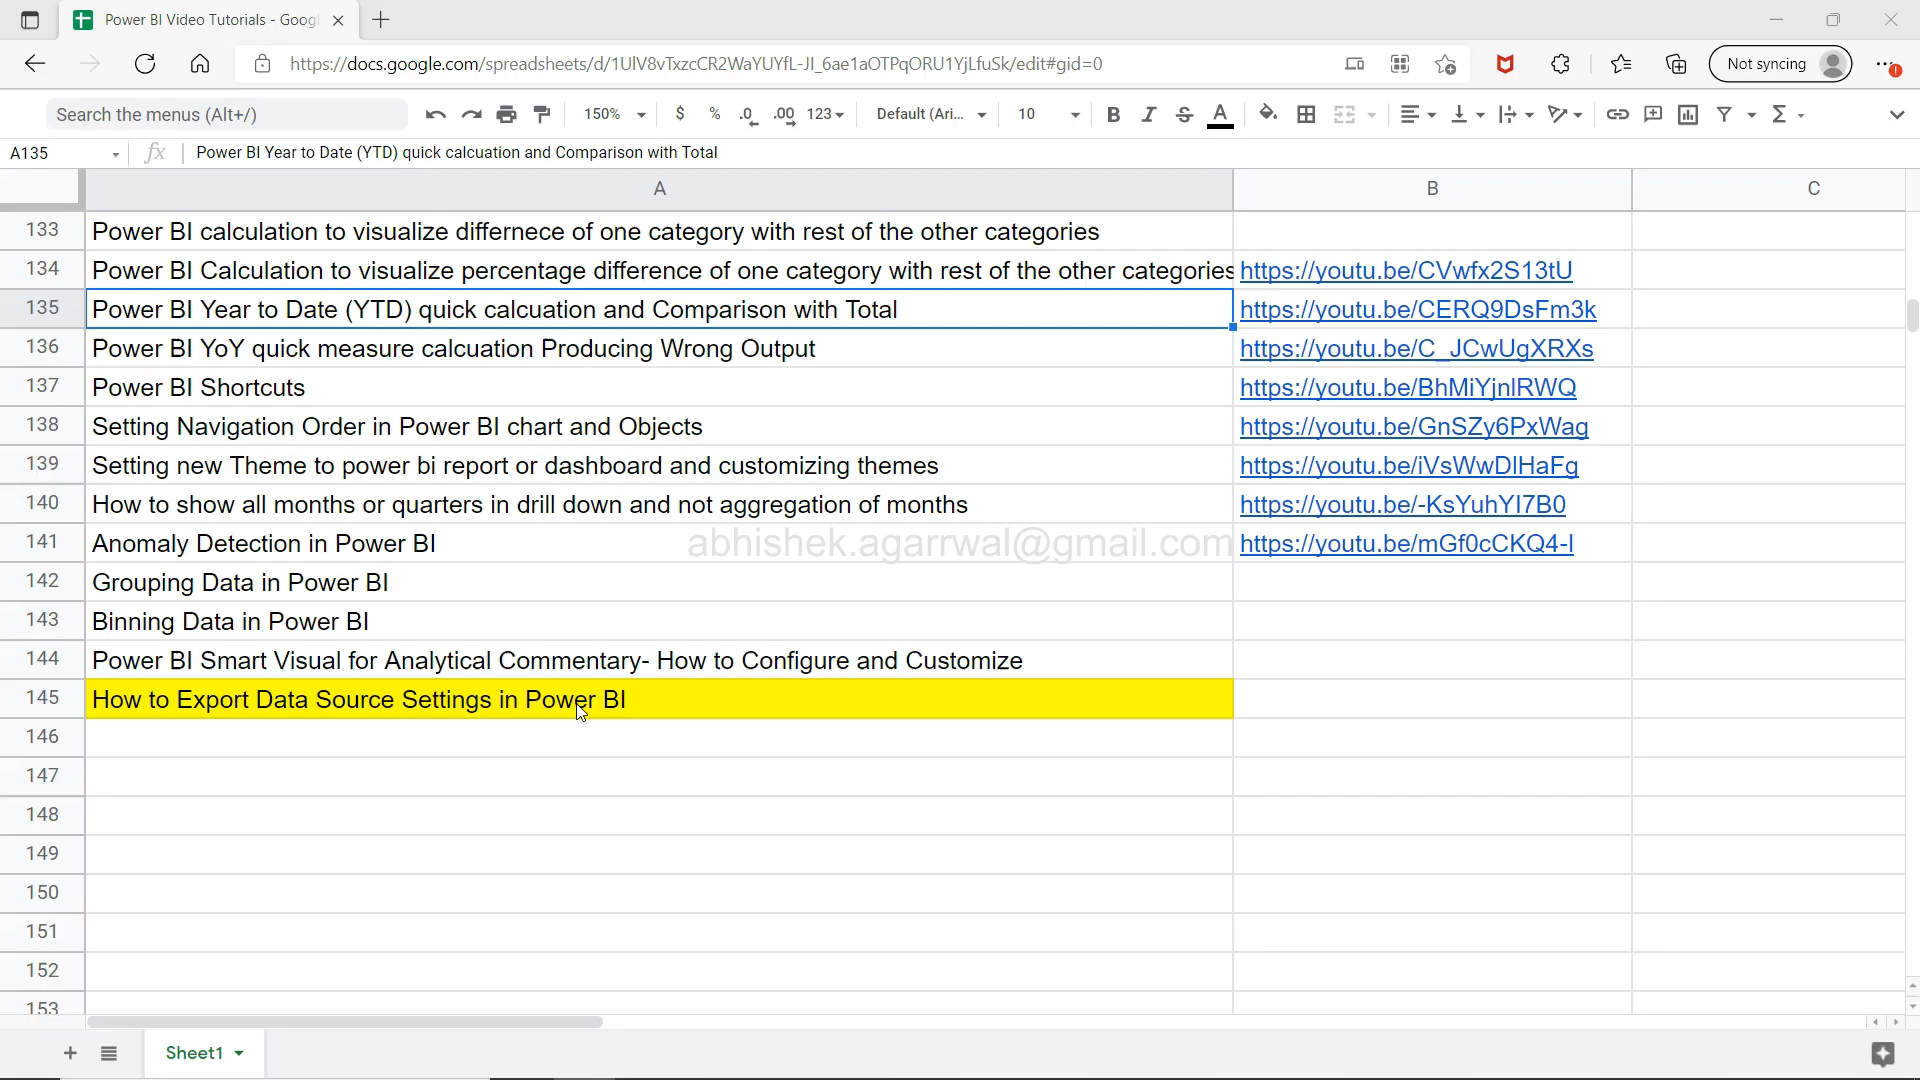 Power BI Video Tutorials - Goog
https://docs.google.com/spreadsheets/d/1UlV8vTxzcCR2WaYUYfL-JI_6ae1aOTPqORU1YjLfuSk/edit#gid=0
Not syncing
Search the menus (Alt+/)
150%
$
%
.0
.00
123
Default (Ari...
10
B
I
S
A
Σ
A135
fx
Power BI Year to Date (YTD) quick calcuation and Comparison with Total
A B C
133 Power BI calculation to visualize differnece of one category with rest of the other categories
134 Power BI Calculation to visualize percentage difference of one category with rest of the other categories https://youtu.be/CVwfx2S13tU
135 Power BI Year to Date (YTD) quick calcuation and Comparison with Total https://youtu.be/CERQ9DsFm3k
136 Power BI YoY quick measure calcuation Producing Wrong Output https://youtu.be/C_JCwUgXRXs
137 Power BI Shortcuts https://youtu.be/BhMiYjnlRWQ
138 Setting Navigation Order in Power BI chart and Objects https://youtu.be/GnSZy6PxWag
139 Setting new Theme to power bi report or dashboard and customizing themes https://youtu.be/iVsWwDIHaFg
140 How to show all months or quarters in drill down and not aggregation of months https://youtu.be/-KsYuhYI7B0
141 Anomaly Detection in Power BI https://youtu.be/mGf0cCKQ4-I
abhishek.agarrwal@gmail.com
142 Grouping Data in Power BI
143 Binning Data in Power BI
144 Power BI Smart Visual for Analytical Commentary- How to Configure and Customize
145 How to Export Data Source Settings in Power BI
146
147
148
149
150
151
152
153
Sheet1